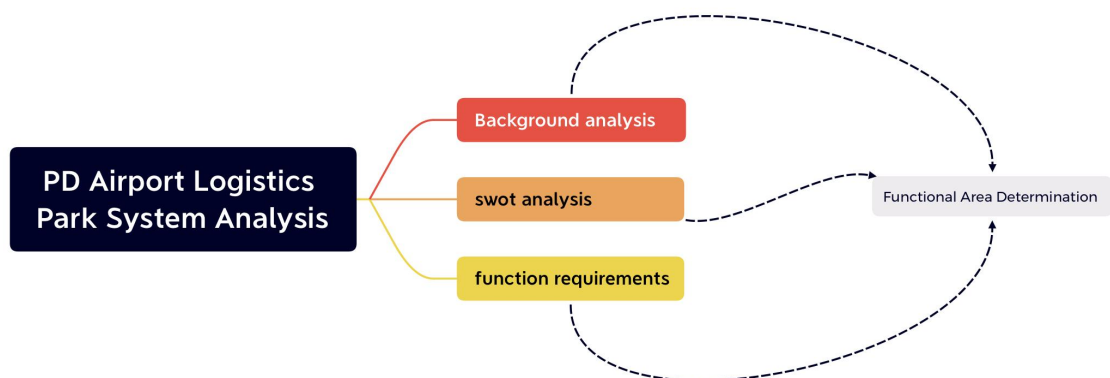 PD Airport Logistics
Park System Analysis
Background analysis
swot analysis
function requirements
Functional Area Determination